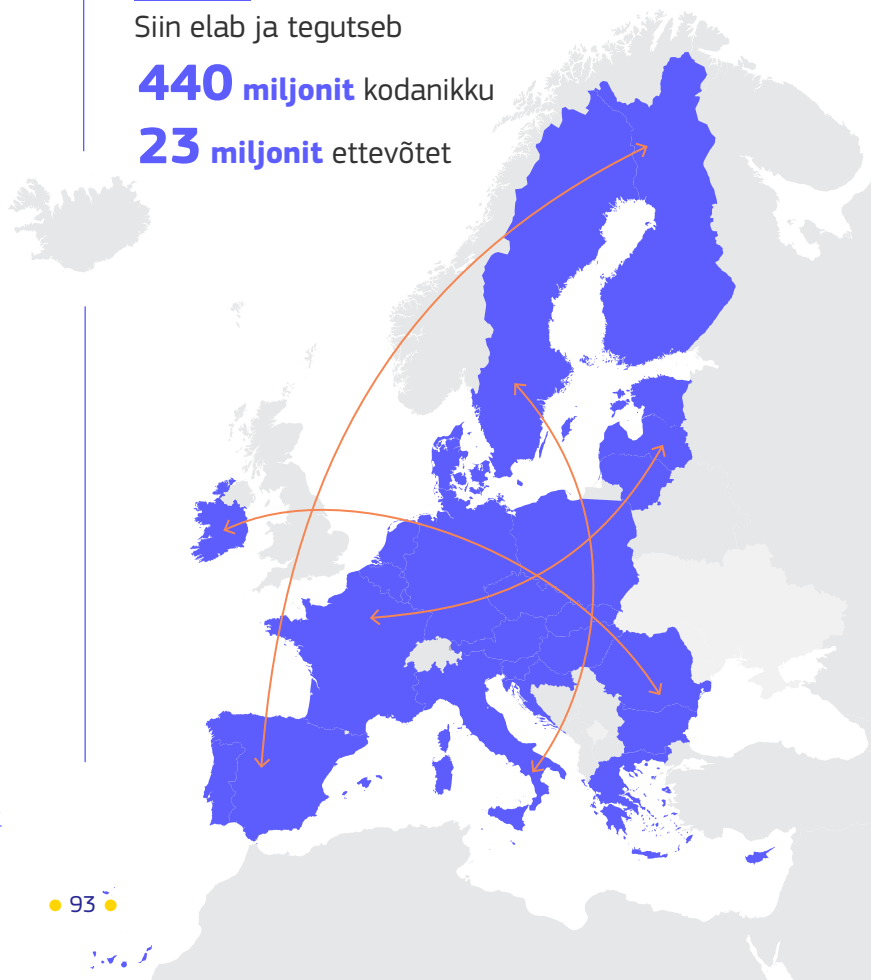 Siin elab ja tegutseb
440 miljonit kodanikku
23 miljonit ettevõtet
93